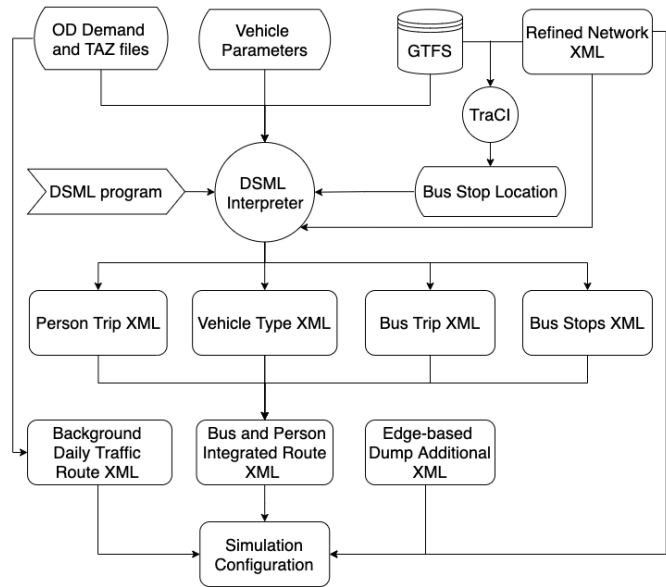 OD Demand
and TAZ files
Vehicle
Parameters
GTFS
Refined Network
XML
TraCI
DSML program
DSML
Interpreter
Bus Stop Location
Person Trip XML
Vehicle Type XML
Bus Trip XML
Bus Stops XML
Background
Daily Traffic
Route XML
Bus and Person
Integrated Route
XML
Edge-based
Dump Additional
XML
Simulation
Configuration